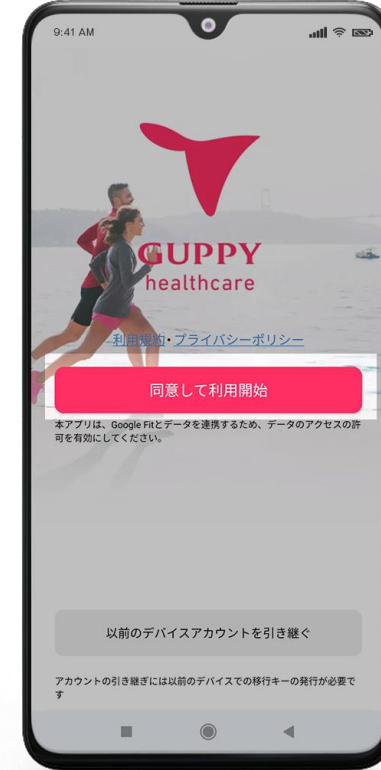 9:41 AM
GUPPY
healthcare
利用規約・プライバシーポリシー
同意して利用開始
本アプリは、Google Fitとデータを連携するため、データのアクセスの許
可を有効にしてください。
以前のデバイスアカウントを引き継ぐ
アカウントの引き継ぎには以前のデバイスでの移行キーの発行が必要で
す